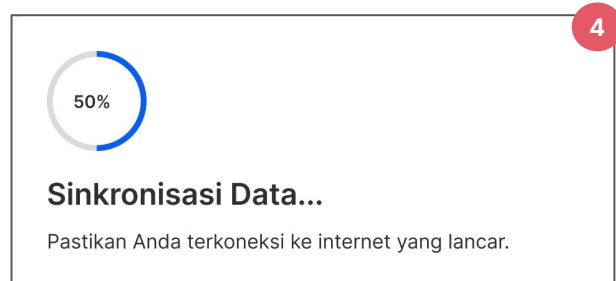 4
50%
Sinkronisasi Data...
Pastikan Anda terkoneksi ke internet yang lancar.